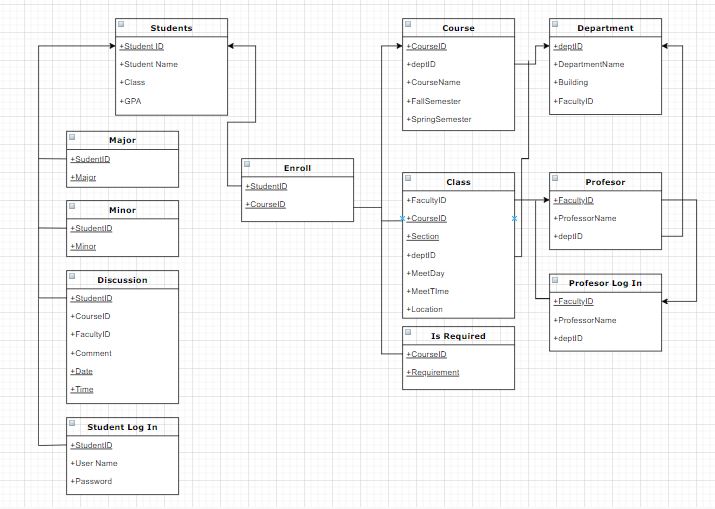 Students
+Student ID
+Student Name
+Class
+GPA
Major
+SudentID
+Major
Minor
+StudentID
+Minor
Discussion
+StudentID
+CourseID
+FacultyID
+Comment
+Date
+Time
Student Log In
+StudentID
+User Name
+Password
Enroll
+StudentID
+CourseID
Course
+CourseID
+deptID
+CourseName
+FallSemester
+SpringSemester
Class
+FacultyID
+CourseID
+Section
+deptID
+MeetDay
+MeetTIme
+Location
Is Required
+CourseID
+Requirement
Department
+deptID
+DepartmentName
+Building
+FacultyID
Profesor
+FacultyID
+ProfessorName
+deptID
Profesor Log In
+FacultyID
+ProfessorName
+deptID